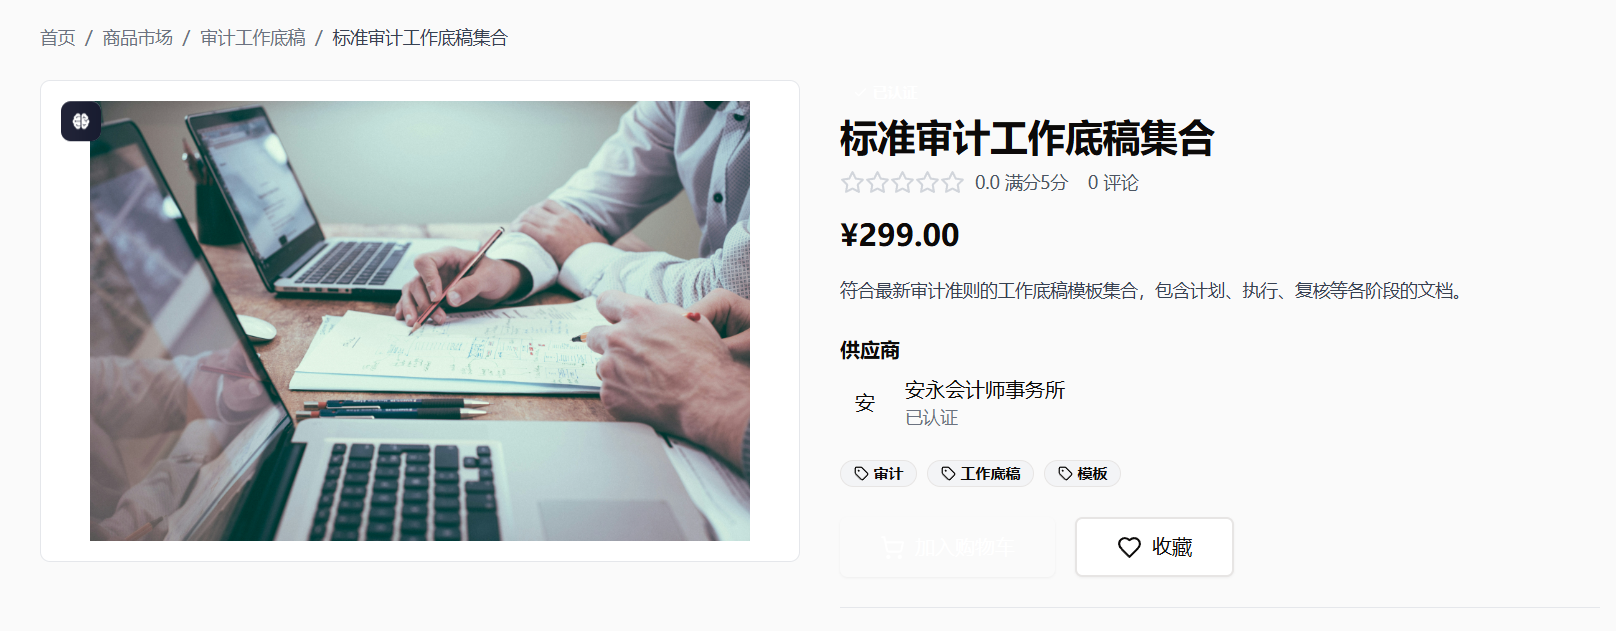 首页 / 商品市场 / 审计工作底稿 / 标准审计工作底稿集合
✓ 已认证
标准审计工作底稿集合
0.0 满分5分 0 评论
¥299.00
符合最新审计准则的工作底稿模板集合，包含计划、执行、复核等各阶段的文档。
供应商
安
安永会计师事务所
已认证
审计 工作底稿 模板
加入购物车 收藏